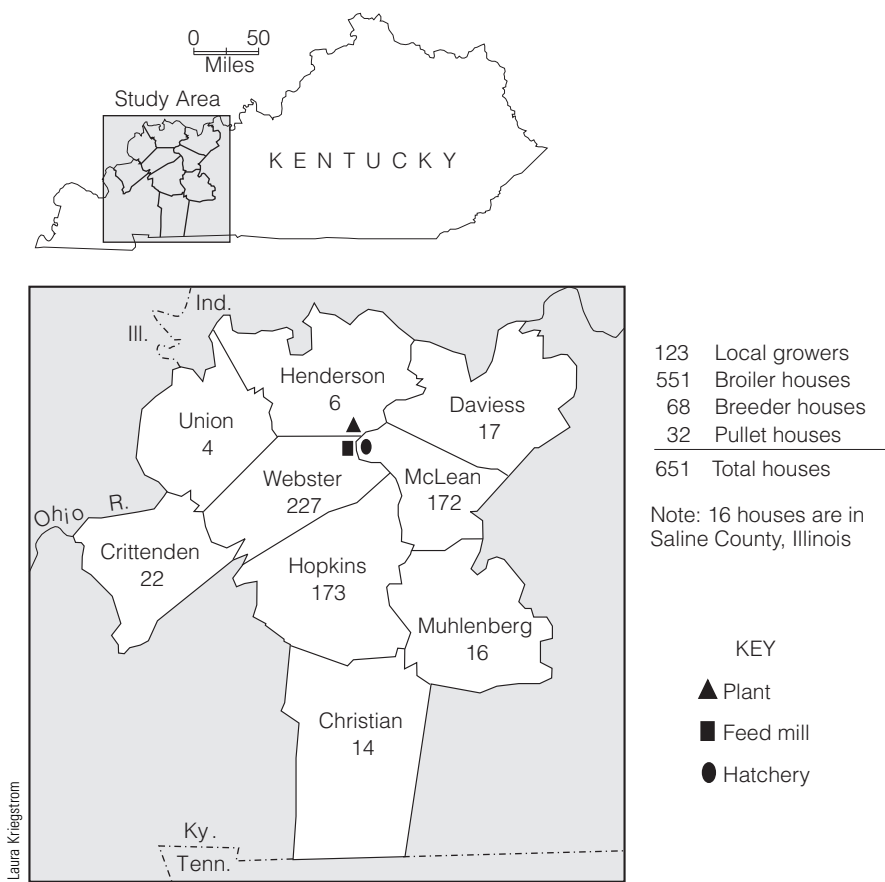 0 50
Miles
Study Area
KENTUCKY
Ind.
Ill.
Henderson
6
Union
4
Daviess
17
Webster
227
McLean
172
Ohio R.
Crittenden
22
Hopkins
173
Muhlenberg
16
Christian
14
Ky.
Tenn.
123 Local growers
551 Broiler houses
68 Breeder houses
32 Pullet houses
651 Total houses
Note: 16 houses are in
Saline County, Illinois
KEY
Plant
Feed mill
Hatchery
Laura Kriegstrom